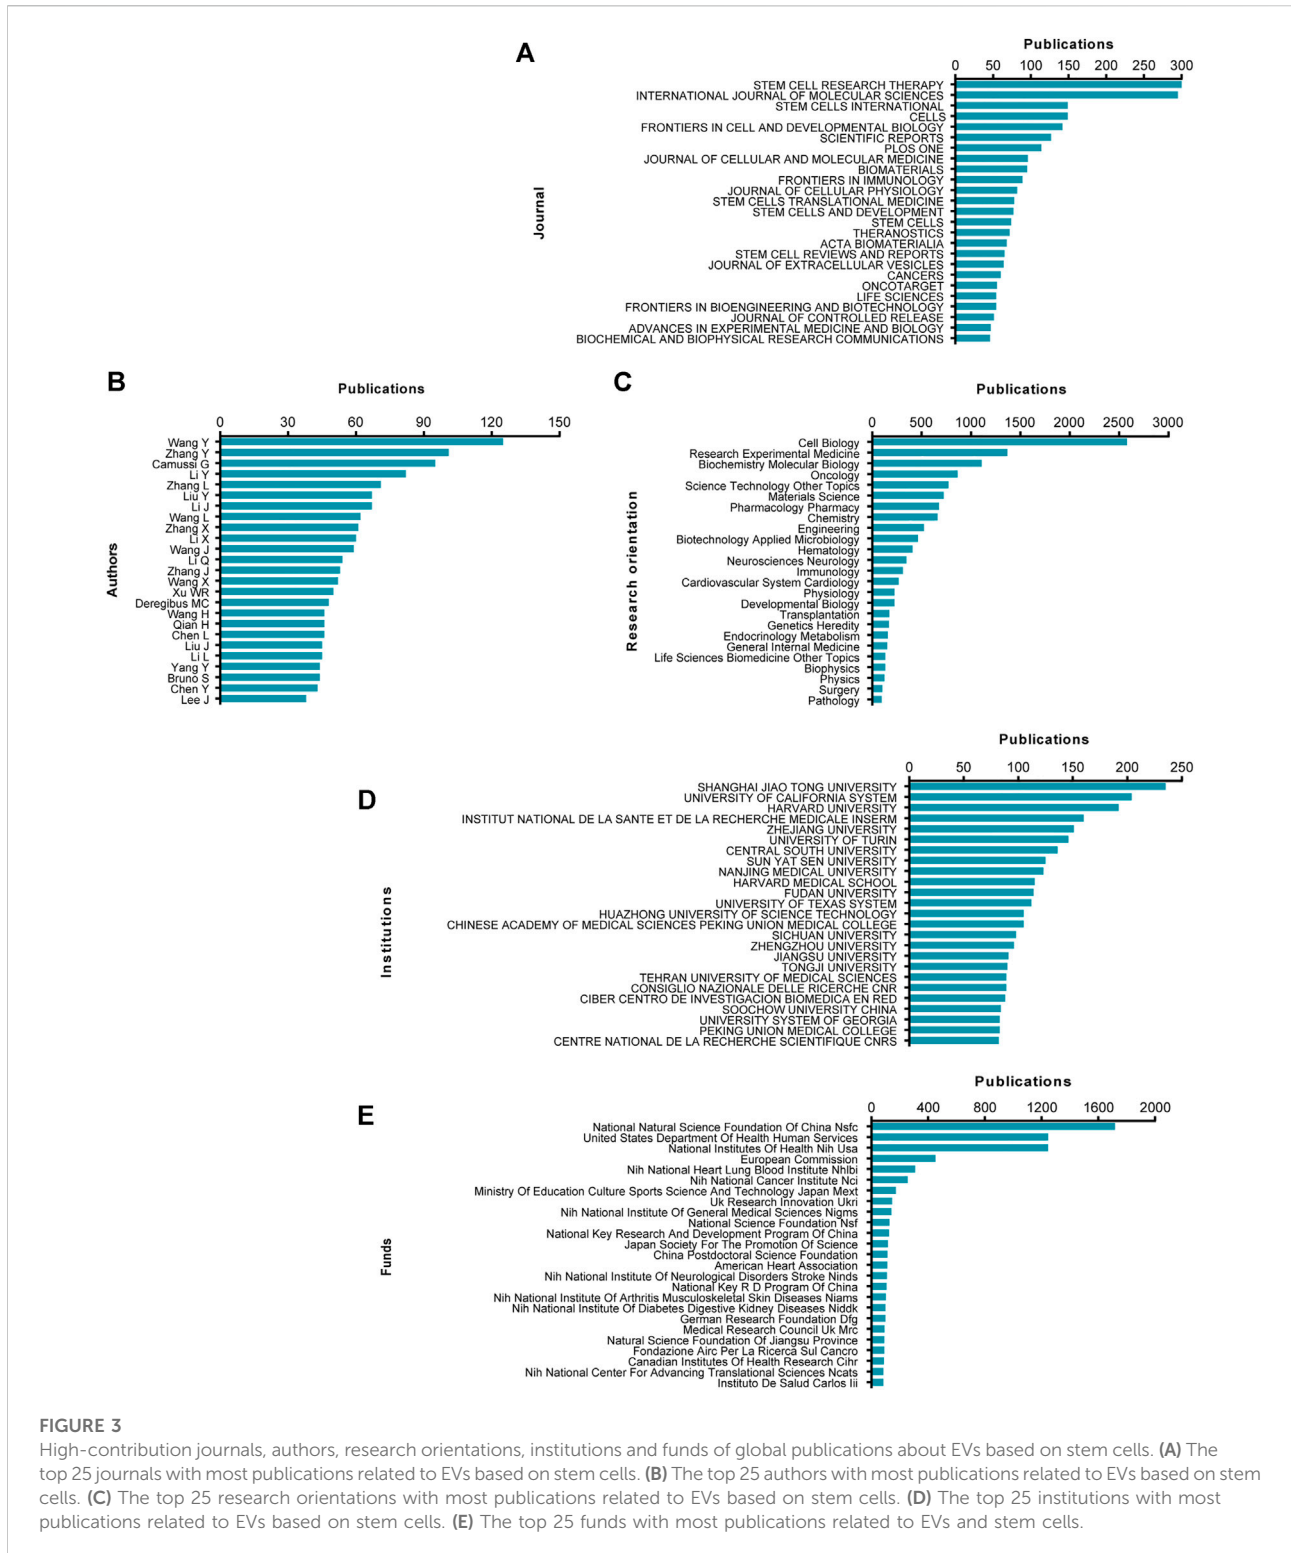 A
Publications
0 50 100 150 200 250 300
Journal
STEM CELL RESEARCH THERAPY
INTERNATIONAL JOURNAL OF MOLECULAR SCIENCES
STEM CELLS INTERNATIONAL
CELLS
FRONTIERS IN CELL AND DEVELOPMENTAL BIOLOGY
SCIENTIFIC REPORTS
PLOS ONE
JOURNAL OF CELLULAR AND MOLECULAR MEDICINE
BIOMATERIALS
FRONTIERS IN IMMUNOLOGY
JOURNAL OF CELLULAR PHYSIOLOGY
STEM CELLS TRANSLATIONAL MEDICINE
STEM CELLS AND DEVELOPMENT
STEM CELLS
THERANOSTICS
ACTA BIOMATERIALIA
STEM CELL REVIEWS AND REPORTS
JOURNAL OF EXTRACELLULAR VESICLES
CANCERS
ONCOTARGET
LIFE SCIENCES
FRONTIERS IN BIOENGINEERING AND BIOTECHNOLOGY
JOURNAL OF CONTROLLED RELEASE
ADVANCES IN EXPERIMENTAL MEDICINE AND BIOLOGY
BIOCHEMICAL AND BIOPHYSICAL RESEARCH COMMUNICATIONS
B
Publications
0 30 60 90 120 150
Authors
Wang Y
Zhang Y
Camussi G
Li Y
Zhang L
Liu Y
Li J
Wang L
Zhang X
Li X
Wang J
Li Q
Zhang J
Wang X
Xu WR
Deregibus MC
Wang H
Qian H
Chen L
Liu J
Li L
Yang Y
Bruno S
Chen Y
Lee J
C
Publications
0 500 1000 1500 2000 2500 3000
Research orientation
Cell Biology
Research Experimental Medicine
Biochemistry Molecular Biology
Oncology
Science Technology Other Topics
Materials Science
Pharmacology Pharmacy
Chemistry
Engineering
Biotechnology Applied Microbiology
Hematology
Neurosciences Neurology
Immunology
Cardiovascular System Cardiology
Physiology
Developmental Biology
Transplantation
Genetics Heredity
Endocrinology Metabolism
General Internal Medicine
Life Sciences Biomedicine Other Topics
Biophysics
Physics
Surgery
Pathology
D
Publications
0 50 100 150 200 250
Institutions
SHANGHAI JIAO TONG UNIVERSITY
UNIVERSITY OF CALIFORNIA SYSTEM
HARVARD UNIVERSITY
INSTITUT NATIONAL DE LA SANTE ET DE LA RECHERCHE MEDICALE INSERM
ZHEJIANG UNIVERSITY
UNIVERSITY OF TURIN
CENTRAL SOUTH UNIVERSITY
SUN YAT SEN UNIVERSITY
NANJING MEDICAL UNIVERSITY
HARVARD MEDICAL SCHOOL
FUDAN UNIVERSITY
UNIVERSITY OF TEXAS SYSTEM
HUAZHONG UNIVERSITY OF SCIENCE TECHNOLOGY
CHINESE ACADEMY OF MEDICAL SCIENCES PEKING UNION MEDICAL COLLEGE
SICHUAN UNIVERSITY
ZHENGZHOU UNIVERSITY
JIANGSU UNIVERSITY
TONGJI UNIVERSITY
TEHRAN UNIVERSITY OF MEDICAL SCIENCES
CONSIGLIO NAZIONALE DELLE RICERCHE CNR
CIBER CENTRO DE INVESTIGACION BIOMEDICA EN RED
SOOCHOW UNIVERSITY CHINA
UNIVERSITY SYSTEM OF GEORGIA
PEKING UNION MEDICAL COLLEGE
CENTRE NATIONAL DE LA RECHERCHE SCIENTIFIQUE CNRS
E
Publications
0 400 800 1200 1600 2000
Funds
National Natural Science Foundation Of China Nsfc
United States Department Of Health Human Services
National Institutes Of Health Nih Usa
European Commission
Nih National Heart Lung Blood Institute Nhlbi
Nih National Cancer Institute Nci
Ministry Of Education Culture Sports Science And Technology Japan Mext
Uk Research Innovation Ukri
Nih National Institute Of General Medical Sciences Nigms
National Science Foundation Nsf
National Key Research And Development Program Of China
Japan Society For The Promotion Of Science
China Postdoctoral Science Foundation
American Heart Association
Nih National Institute Of Neurological Disorders Stroke Ninds
National Key R D Program Of China
Nih National Institute Of Arthritis Musculoskeletal Skin Diseases Niams
Nih National Institute Of Diabetes Digestive Kidney Diseases Niddk
German Research Foundation Dfg
Medical Research Council Uk Mrc
Natural Science Foundation Of Jiangsu Province
Fondazione Airc Per La Ricerca Sul Cancro
Canadian Institutes Of Health Research Cihr
Nih National Center For Advancing Translational Sciences Ncats
Instituto De Salud Carlos Iii
FIGURE 3
High-contribution journals, authors, research orientations, institutions and funds of global publications about EVs based on stem cells. (A) The
top 25 journals with most publications related to EVs based on stem cells. (B) The top 25 authors with most publications related to EVs based on stem
cells. (C) The top 25 research orientations with most publications related to EVs based on stem cells. (D) The top 25 institutions with most
publications related to EVs based on stem cells. (E) The top 25 funds with most publications related to EVs and stem cells.